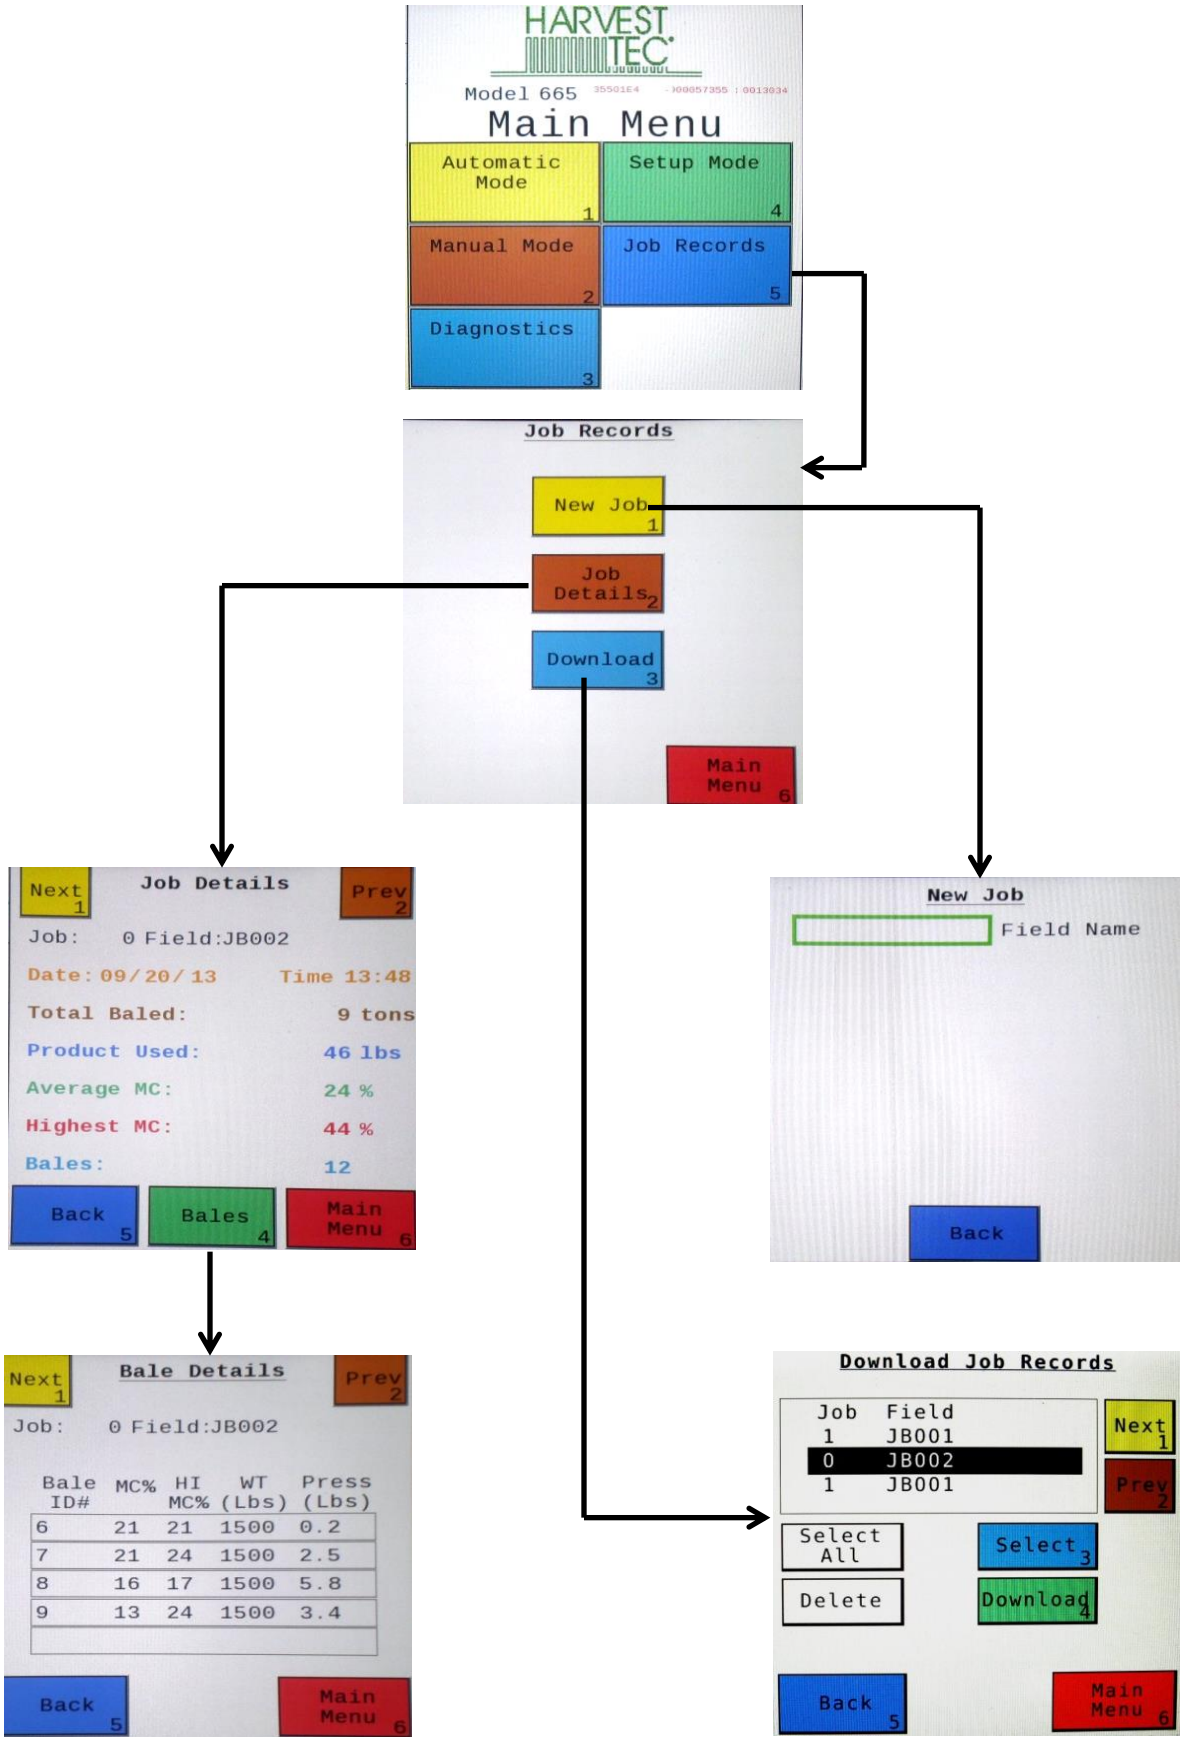 HARVEST
TEC
Model 665
Main Menu
Automatic
Mode
1
Setup Mode
4
Manual Mode
2
Job Records
5
Diagnostics
3
Job Records
New Job
1
Job
Details
2
Download
3
Main
Menu
6
Next
1
Job Details
Prev
2
Job: 0 Field:JB002
Date: 09/20/13 Time 13:48
Total Baled: 9 tons
Product Used: 46 lbs
Average MC: 24 %
Highest MC: 44 %
Bales: 12
Back
5
Bales
4
Main
Menu
6
New Job
Field Name
Back
Next
1
Bale Details
Prev
2
Job: 0 Field:JB002
Bale MC% HI WT Press
ID# MC% (Lbs) (Lbs)
6 21 21 1500 0.2
7 21 24 1500 2.5
8 16 17 1500 5.8
9 13 24 1500 3.4
Back
5
Main
Menu
6
Download Job Records
Job Field
1 JB001
0 JB002
1 JB001
Next
1
Prev
2
Select
All
Select
3
Delete
Download
4
Back
5
Main
Menu
6